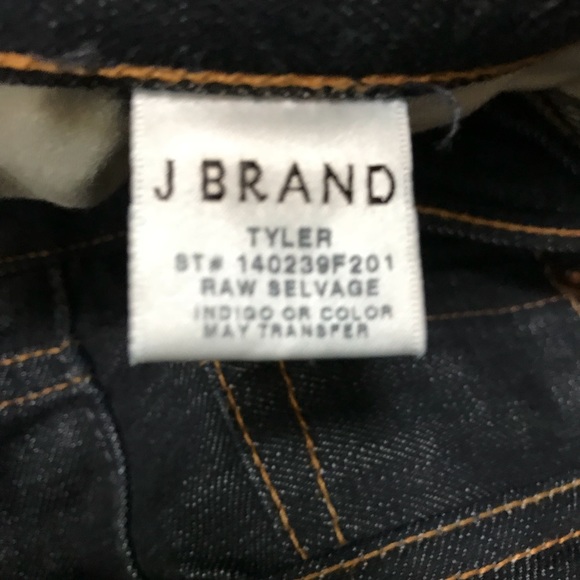 J BRAND
TYLER
ST# 140239F201
RAW SELVAGE
INDIGO OR COLOR
MAY TRANSFER